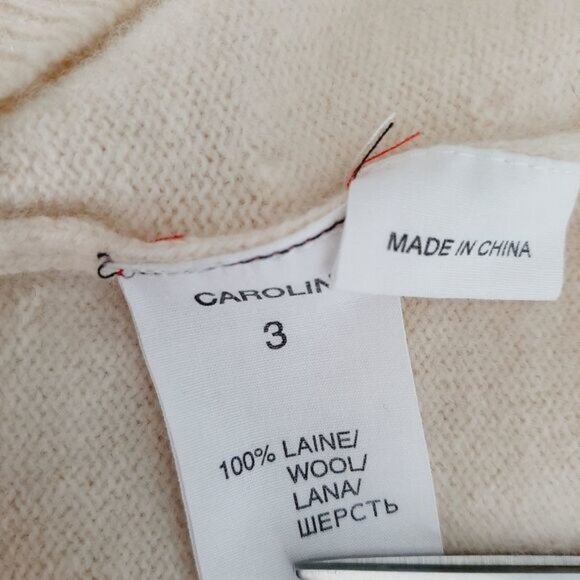 MADE IN CHINA
CAROLIN
3
100% LAINE/
WOOL/
LANA/
ШЕРСТЬ